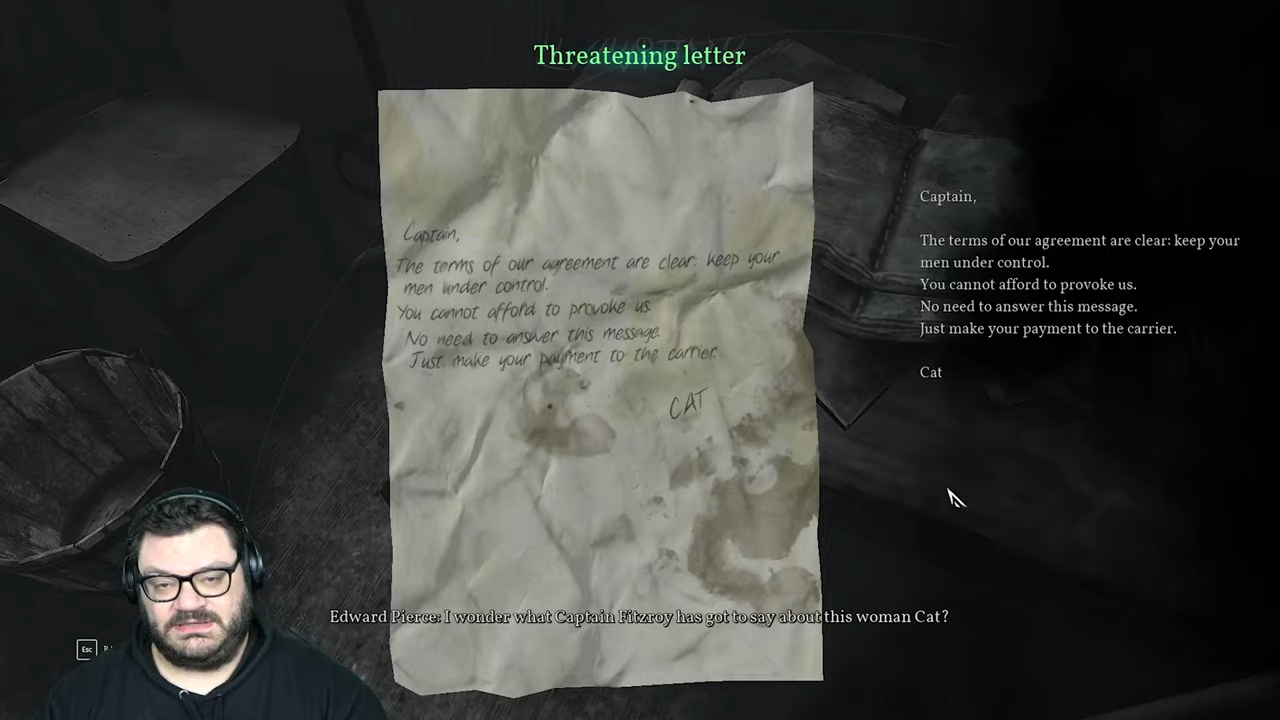 Threatening letter
Captain,
The terms of our agreement are clear: keep your
men under control.
You cannot afford to provoke us
No need to answer this message.
Just make your payment to the carrier.
CAT
Captain,
The terms of our agreement are clear: keep your
men under control.
You cannot afford to provoke us.
No need to answer this message.
Just make your payment to the carrier.
Cat
Edward Pierce: I wonder what Captain Fitzroy has got to say about this woman Cat?
Esc